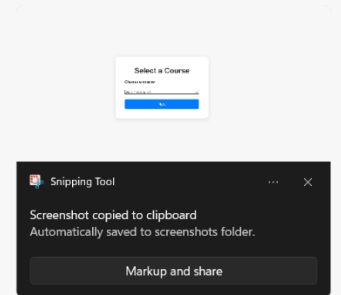 Select a Course
Snipping Tool
Screenshot copied to clipboard
Automatically saved to screenshots folder.
Markup and share